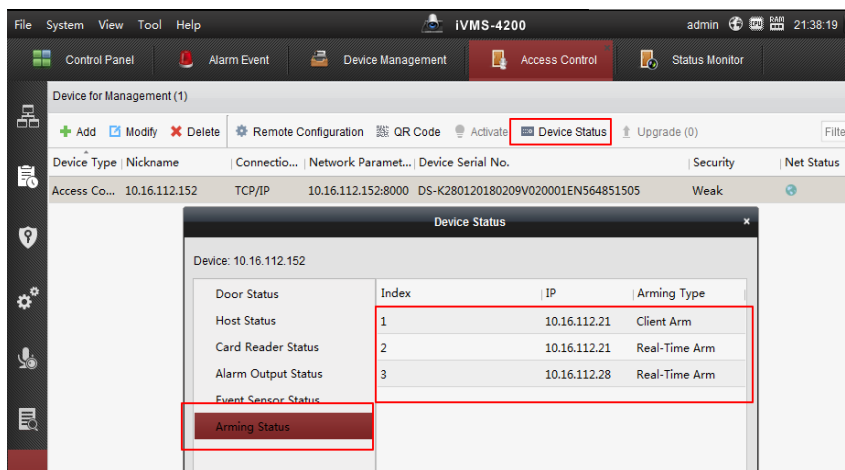 File System View Tool Help iVMS-4200 admin 21:38:19
Control Panel Alarm Event Device Management Access Control Status Monitor
Device for Management (1)
Add Modify Delete Remote Configuration QR Code Activate Device Status Upgrade (0) Filte
Device Type Nickname Connectio... Network Paramet... Device Serial No. Security Net Status
Access Co... 10.16.112.152 TCP/IP 10.16.112.152:8000 DS-K280120180209V020001EN564851505 Weak
Device Status
Device: 10.16.112.152
Door Status Index IP Arming Type
Host Status 1 10.16.112.21 Client Arm
Card Reader Status 2 10.16.112.21 Real-Time Arm
Alarm Output Status 3 10.16.112.28 Real-Time Arm
Event Sensor Status
Arming Status